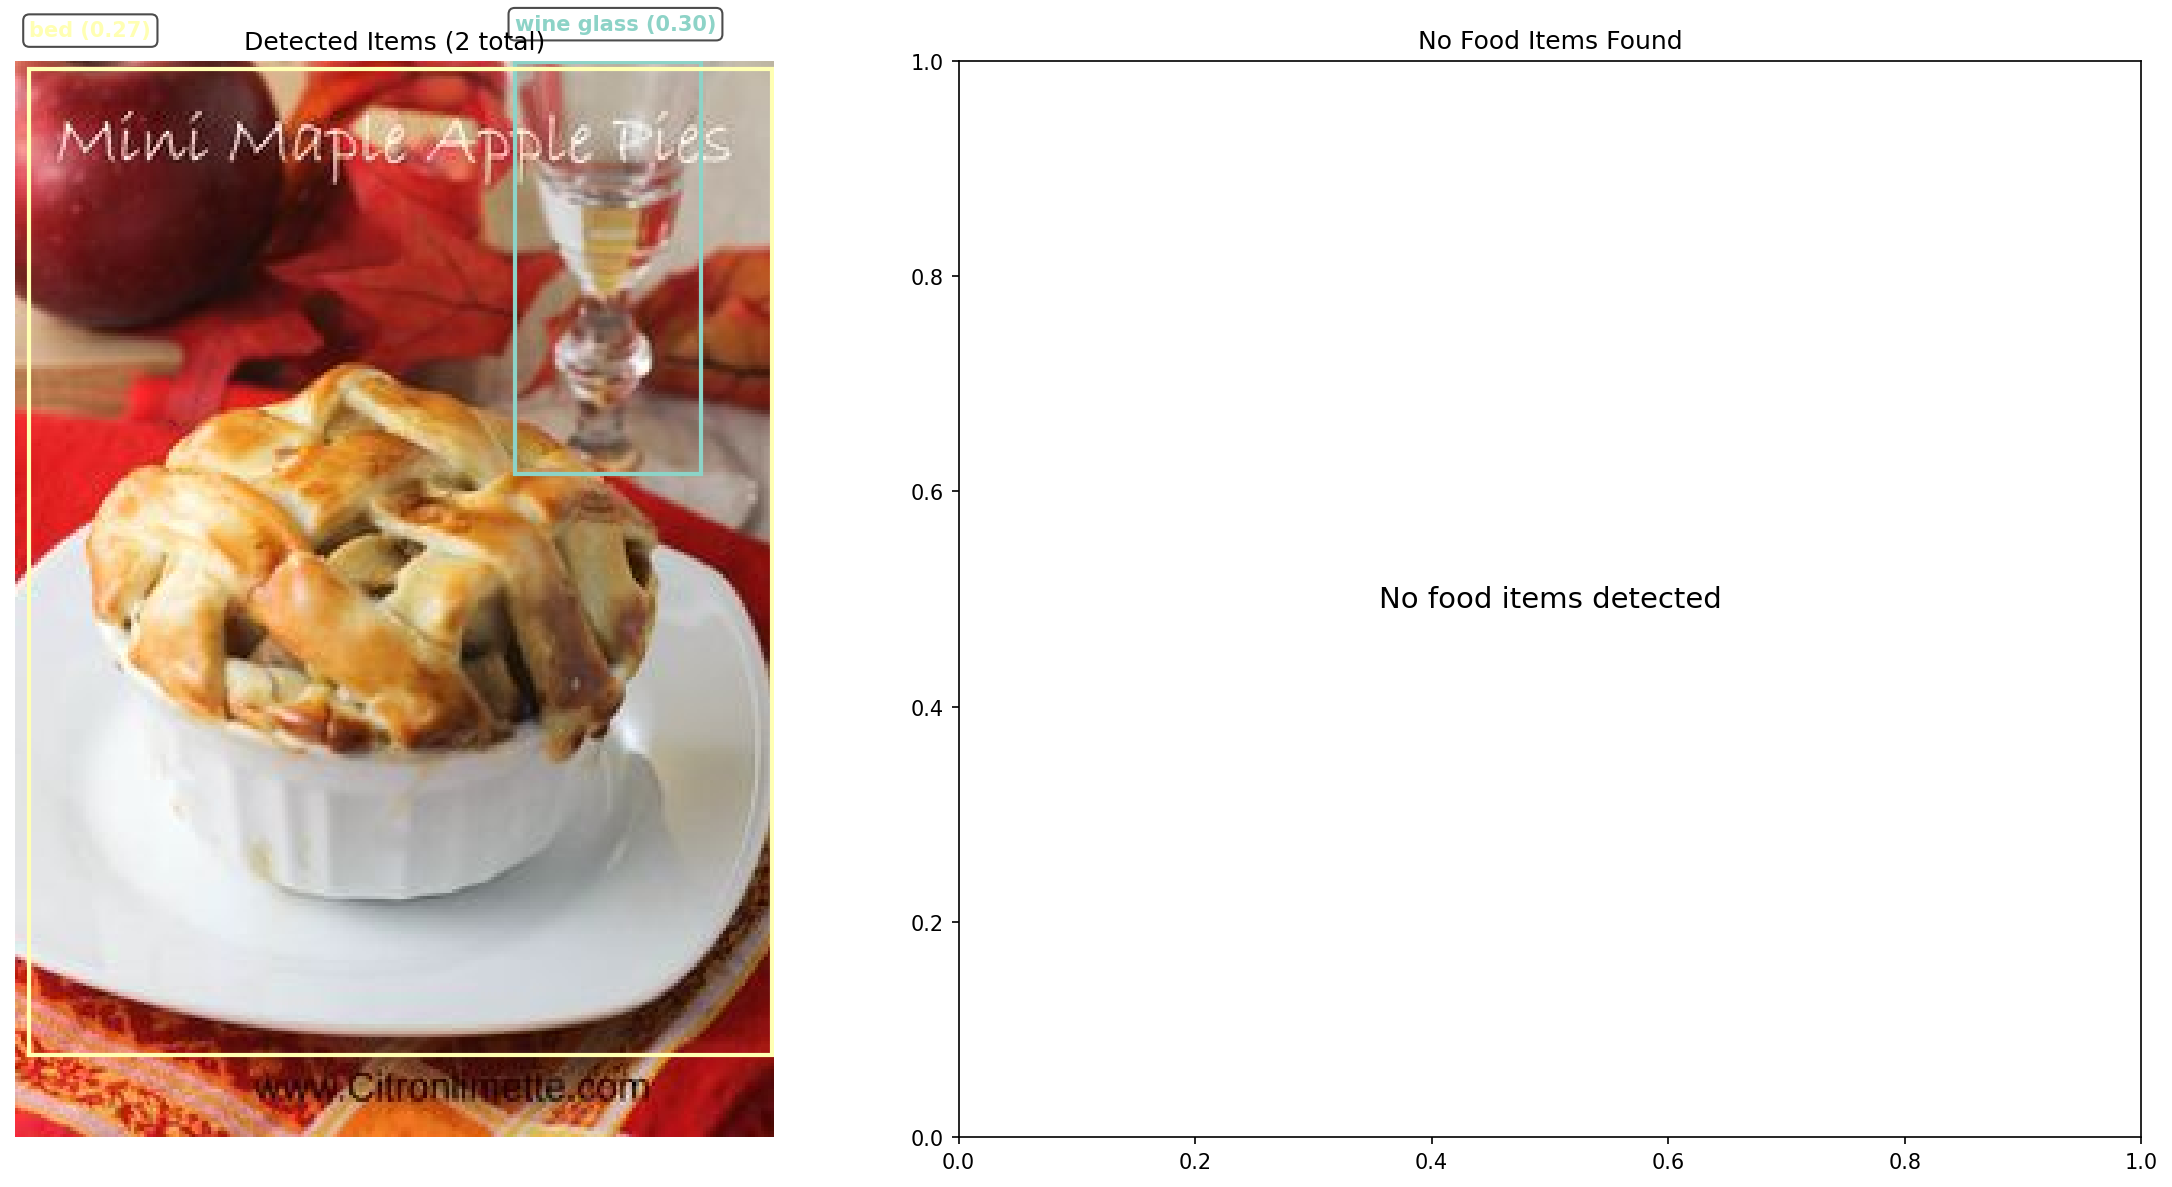 bed (0.27)
wine glass (0.30)
Detected Items (2 total)
Mini Maple Apple Pies
www.Citronlimette.com
No Food Items Found
1.0
0.8
0.6
0.4
0.2
0.0
No food items detected
0.0 0.2 0.4 0.6 0.8 1.0